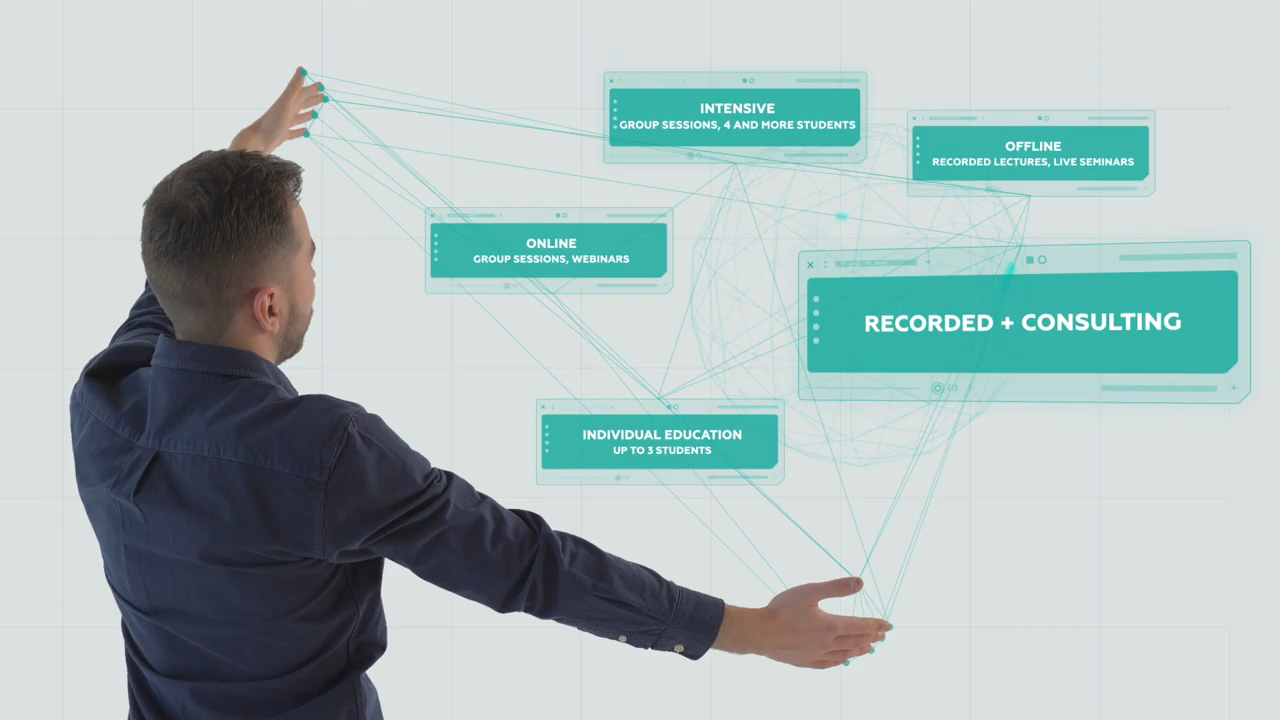 INTENSIVE
GROUP SESSIONS, 4 AND MORE STUDENTS
OFFLINE
RECORDED LECTURES, LIVE SEMINARS
ONLINE
GROUP SESSIONS, WEBINARS
RECORDED + CONSULTING
INDIVIDUAL EDUCATION
UP TO 3 STUDENTS